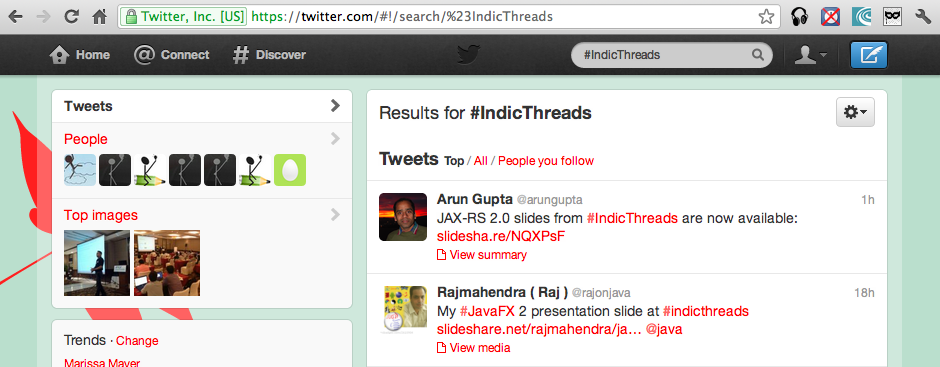 Twitter, Inc. [US] https://twitter.com/#!/search/%23IndicThreads
Home @ Connect # Discover #IndicThreads
Tweets
People
Top images
Trends · Change
Marissa Mayer
Results for #IndicThreads
Tweets Top / All / People you follow
Arun Gupta @arungupta 1h
JAX-RS 2.0 slides from #IndicThreads are now available:
slidesha.re/NQXPsF
View summary
Rajmahendra ( Raj ) @rajonjava 18h
My #JavaFX 2 presentation slide at #indicthreads
slideshare.net/rajmahendra/ja… @java
View media